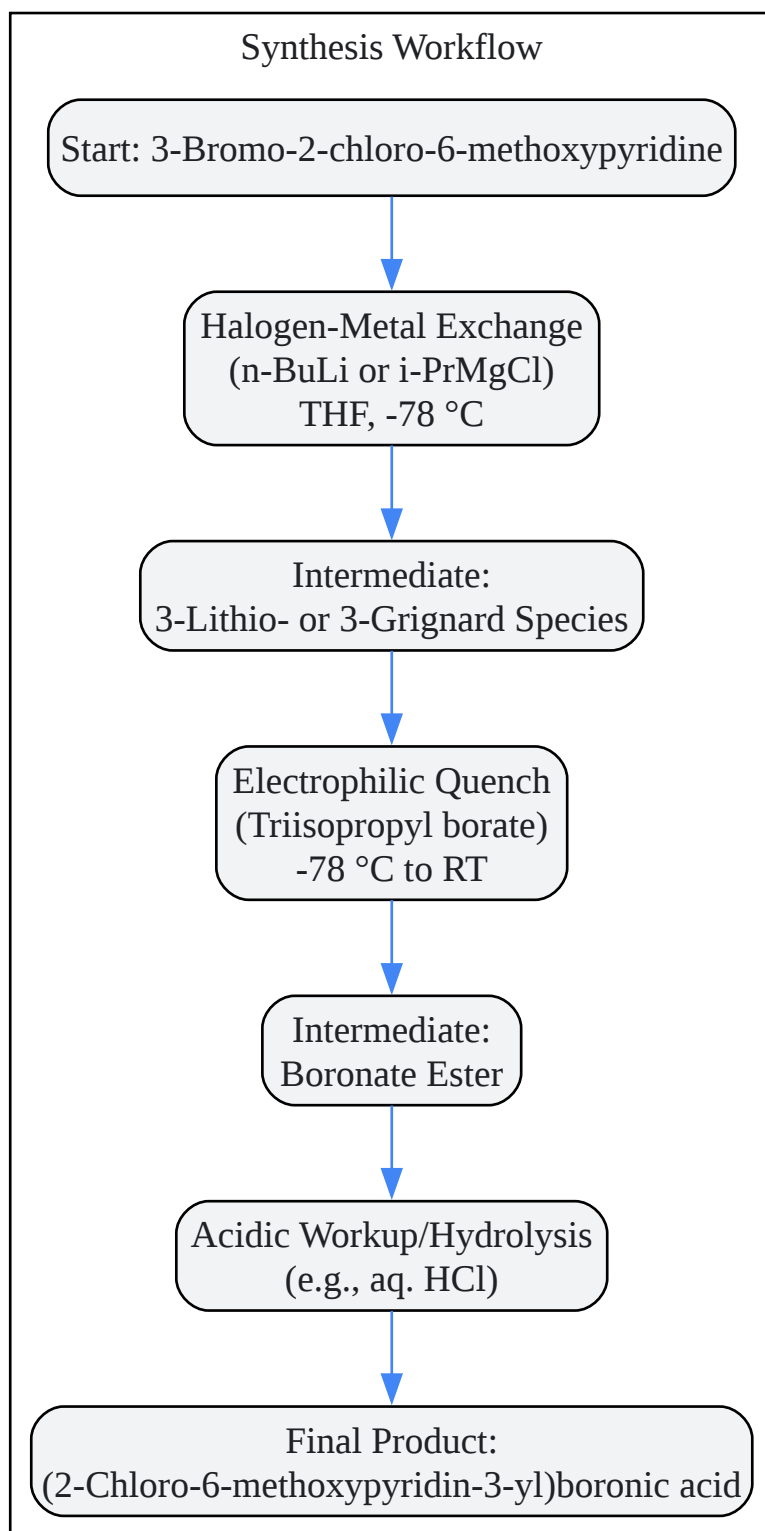 Synthesis Workflow
Start: 3-Bromo-2-chloro-6-methoxypyridine
Halogen-Metal Exchange
(n-BuLi or i-PrMgCl)
THF, -78 °C
Intermediate:
3-Lithio- or 3-Grignard Species
Electrophilic Quench
(Triisopropyl borate)
-78 °C to RT
Intermediate:
Boronate Ester
Acidic Workup/Hydrolysis
(e.g., aq. HCl)
Final Product:
(2-Chloro-6-methoxypyridin-3-yl)boronic acid